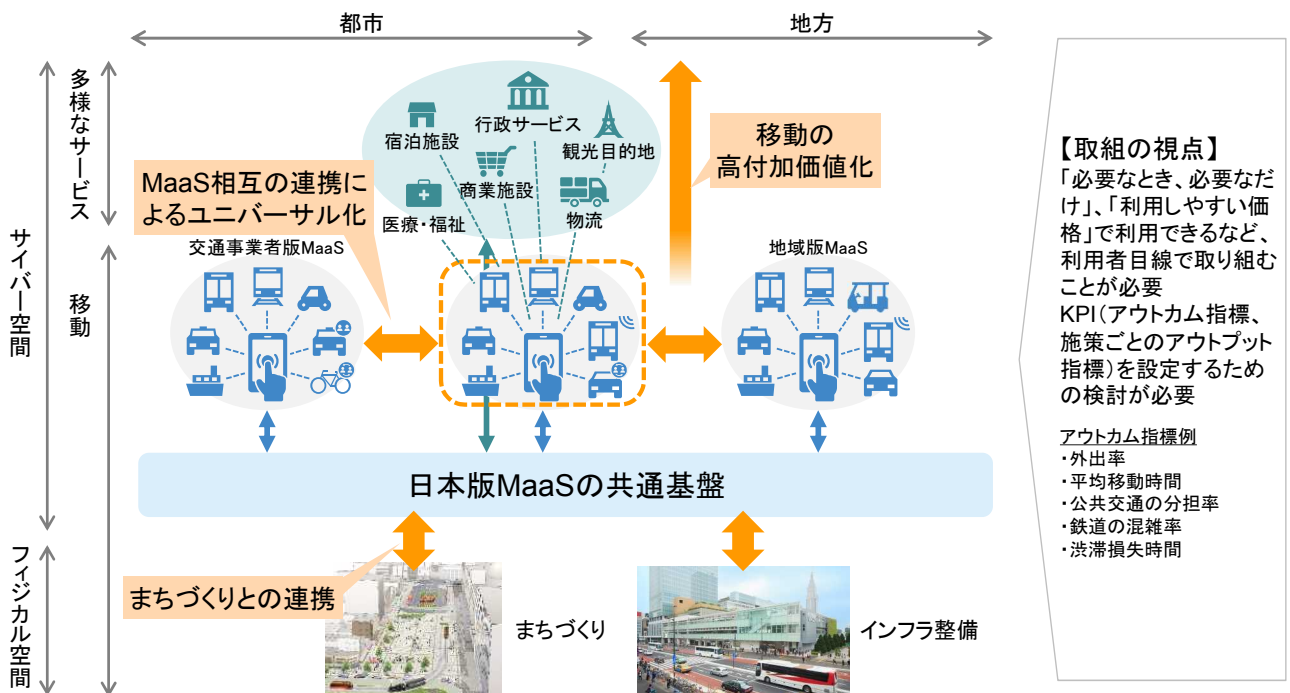 都市
地方
多様なサービス
サイバー空間
移動
フィジカル空間
宿泊施設
行政サービス
観光目的地
商業施設
医療・福祉
物流
移動の
高付加価値化
MaaS相互の連携に
よるユニバーサル化
交通事業者版MaaS
地域版MaaS
日本版MaaSの共通基盤
まちづくりとの連携
まちづくり
インフラ整備
【取組の視点】
「必要なとき、必要なだ
け」、「利用しやすい価
格」で利用できるなど、
利用者目線で取り組む
ことが必要
KPI(アウトカム指標、
施策ごとのアウトプット
指標)を設定するため
の検討が必要
アウトカム指標例
・外出率
・平均移動時間
・公共交通の分担率
・鉄道の混雑率
・渋滞損失時間